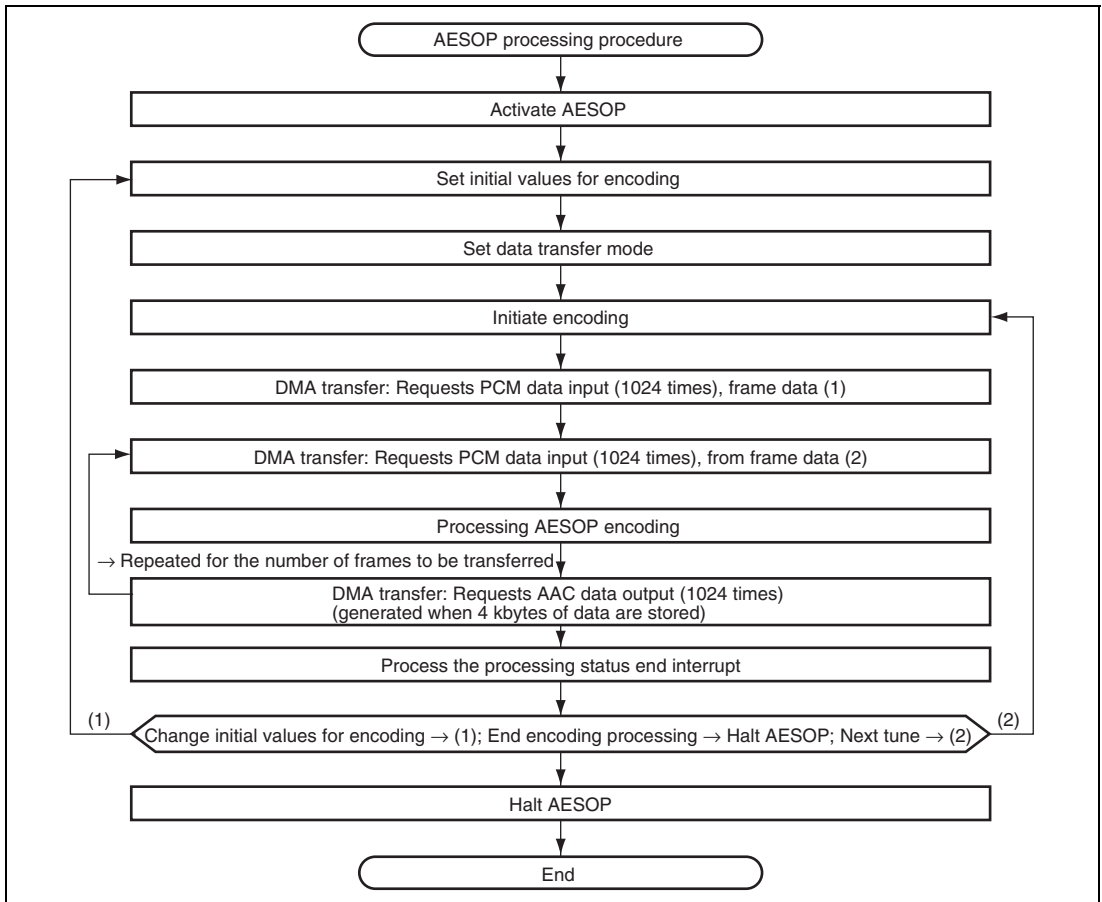 AESOP processing procedure
Activate AESOP
Set initial values for encoding
Set data transfer mode
Initiate encoding
DMA transfer: Requests PCM data input (1024 times), frame data (1)
DMA transfer: Requests PCM data input (1024 times), from frame data (2)
Processing AESOP encoding
→ Repeated for the number of frames to be transferred
DMA transfer: Requests AAC data output (1024 times)
(generated when 4 kbytes of data are stored)
Process the processing status end interrupt
(1)
Change initial values for encoding → (1); End encoding processing → Halt AESOP; Next tune → (2)
(2)
Halt AESOP
End